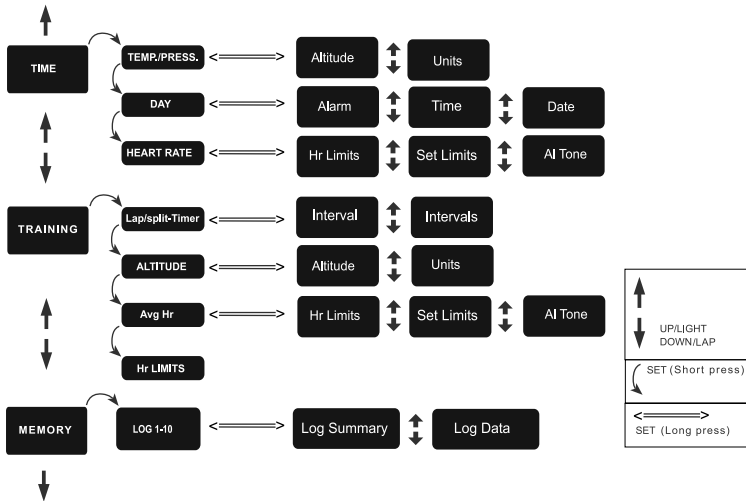 TIME
TEMP./PRESS.
Altitude
Units
DAY
Alarm
Time
Date
HEART RATE
Hr Limits
Set Limits
Al Tone
TRAINING
Lap/split-Timer
Interval
Intervals
ALTITUDE
Altitude
Units
Avg Hr
Hr Limits
Set Limits
Al Tone
Hr LIMITS
MEMORY
LOG 1-10
Log Summary
Log Data
UP/LIGHT
DOWN/LAP
SET (Short press)
SET (Long press)